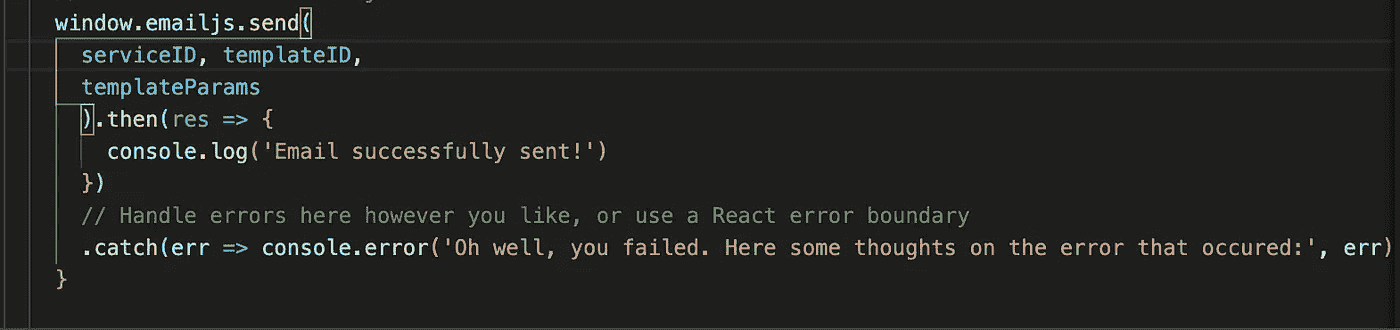 window.emailjs.send(
serviceID, templateID,
templateParams
).then(res => {
console.log('Email successfully sent!')
})
// Handle errors here however you like, or use a React error boundary
.catch(err => console.error('Oh well, you failed. Here some thoughts on the error that occured:', err)
}